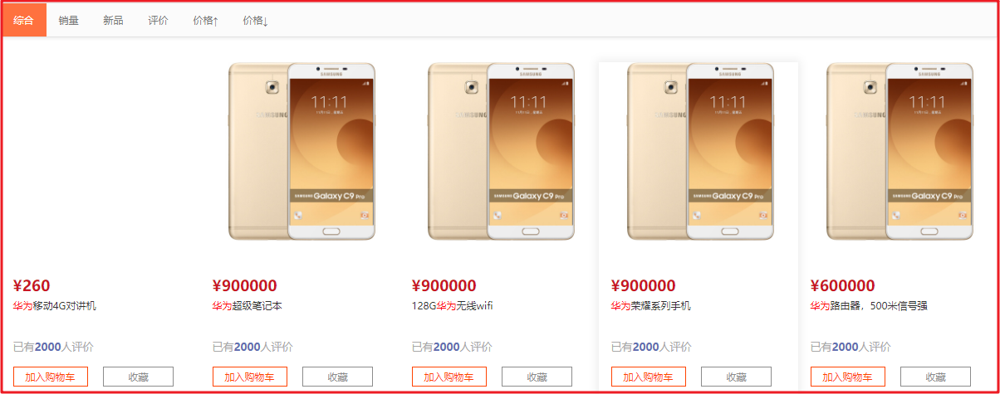 综合 销量 新品 评价 价格↑ 价格↓
SAMSUNG SAMSUNG SAMSUNG SAMSUNG
11:11 11:11 11:11 11:11
SAMSUNG SAMSUNG SAMSUNG SAMSUNG
SAMSUNG Galaxy C9 Pro SAMSUNG Galaxy C9 Pro SAMSUNG Galaxy C9 Pro SAMSUNG Galaxy C9 Pro
¥260 ¥900000 ¥900000 ¥900000 ¥600000
华为移动4G对讲机 华为超级笔记本 128G华为无线wifi 华为荣耀系列手机 华为路由器，500米信号强
已有2000人评价 已有2000人评价 已有2000人评价 已有2000人评价 已有2000人评价
加入购物车 收藏 加入购物车 收藏 加入购物车 收藏 加入购物车 收藏 加入购物车 收藏